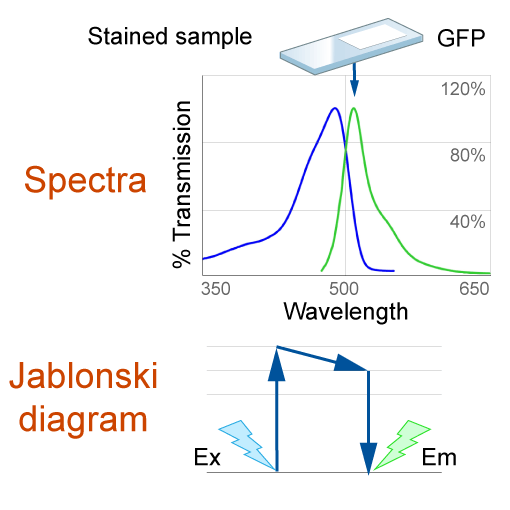 Stained sample
GFP
120%
80%
40%
% Transmission
Spectra
350
500
650
Wavelength
Jablonski
diagram
Ex
Em